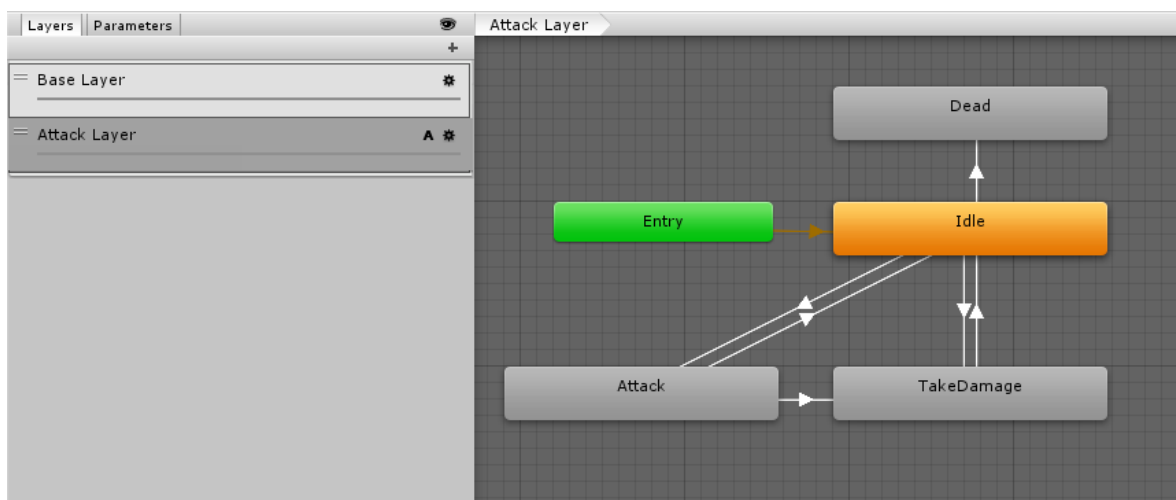 Layers Parameters
Attack Layer
Base Layer
Attack Layer A
Dead
Entry
Idle
Attack
TakeDamage